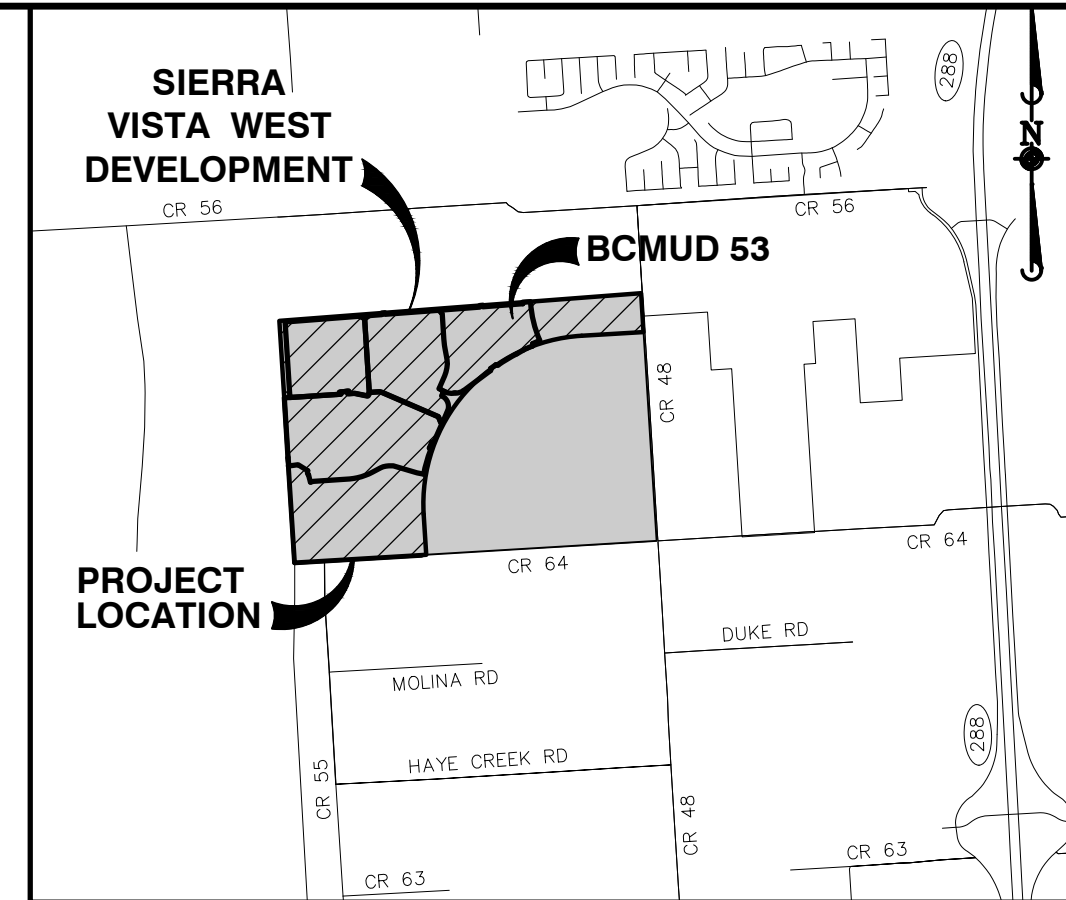 SIERRA
VISTA WEST
DEVELOPMENT
288
N
CR 56
CR 56
BCMUD 53
CR 48
CR 64
CR 64
PROJECT
LOCATION
DUKE RD
MOLINA RD
288
HAYE CREEK RD
CR 55
CR 48
CR 63
CR 63